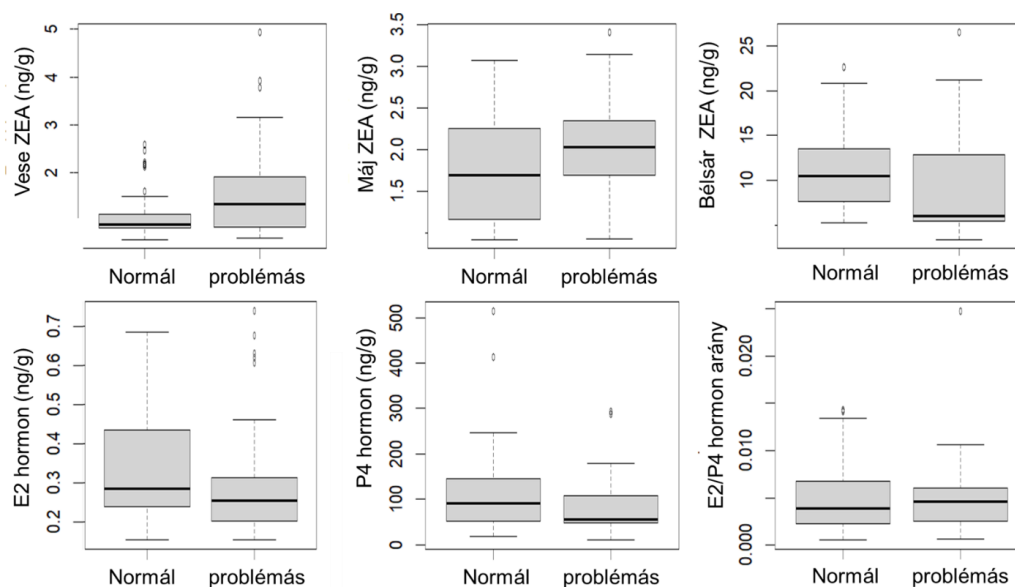 Vese ZEA (ng/g)
5
4
3
2
Normál problémás
Máj ZEA (ng/g)
3.5
3.0
2.5
2.0
1.5
Normál problémás
Bélsár ZEA (ng/g)
25
20
15
10
Normál problémás
E2 hormon (ng/g)
0.7
0.6
0.5
0.4
0.3
0.2
Normál problémás
P4 hormon (ng/g)
500
400
300
200
100
0
Normál problémás
E2/P4 hormon arány
0.020
0.010
0.000
Normál problémás